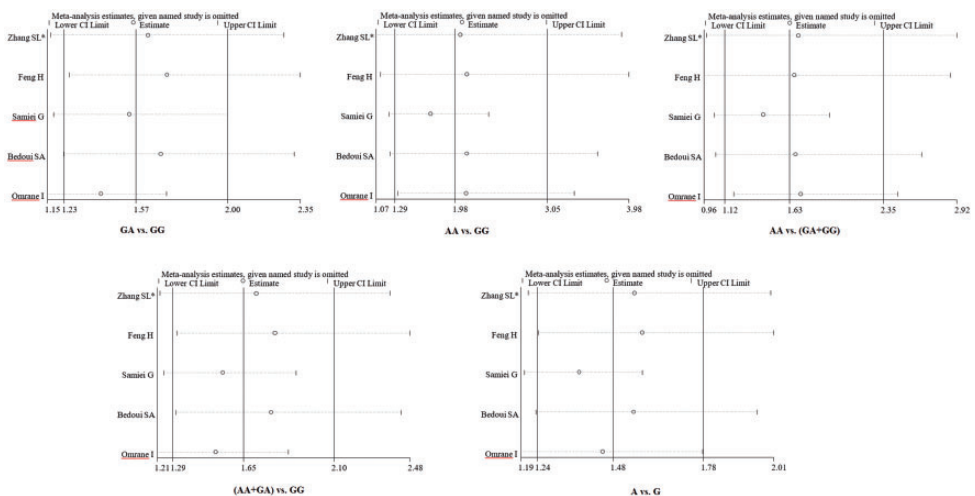 Meta-analysis estimates, given named study is omitted
Lower CI Limit Estimate Upper CI Limit
Zhang SL*
Feng H
Samiei G
Bedoui SA
Omrane I
1.15 1.23 1.57 2.00 2.35
GA vs. GG
Meta-analysis estimates, given named study is omitted
Lower CI Limit Estimate Upper CI Limit
Zhang SL*
Feng H
Samiei G
Bedoui SA
Omrane I
1.07 1.29 1.98 3.05 3.98
AA vs. GG
Meta-analysis estimates, given named study is omitted
Lower CI Limit Estimate Upper CI Limit
Zhang SL*
Feng H
Samiei G
Bedoui SA
Omrane I
0.96 1.12 1.63 2.35 2.92
AA vs. (GA+GG)
Meta-analysis estimates, given named study is omitted
Lower CI Limit Estimate Upper CI Limit
Zhang SL*
Feng H
Samiei G
Bedoui SA
Omrane I
1.21 1.29 1.65 2.10 2.48
(AA+GA) vs. GG
Meta-analysis estimates, given named study is omitted
Lower CI Limit Estimate Upper CI Limit
Zhang SL*
Feng H
Samiei G
Bedoui SA
Omrane I
1.19 1.24 1.48 1.78 2.01
A vs. G